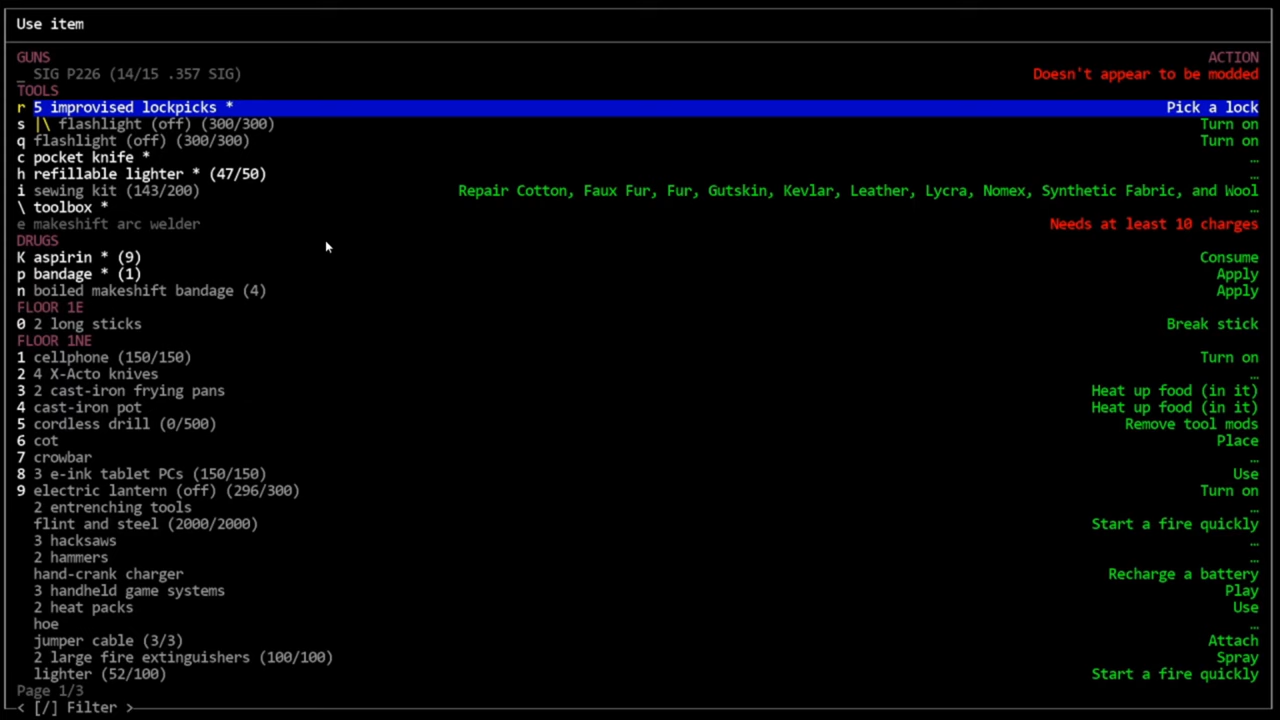 Use item
GUNS ACTION
_ SIG P226 (14/15 .357 SIG) Doesn't appear to be modded
TOOLS
r 5 improvised lockpicks * Pick a lock
s |\ flashlight (off) (300/300) Turn on
q flashlight (off) (300/300) Turn on
c pocket knife * …
h refillable lighter * (47/50) …
i sewing kit (143/200) Repair Cotton, Faux Fur, Fur, Gutskin, Kevlar, Leather, Lycra, Nomex, Synthetic Fabric, and Wool
\ toolbox * …
e makeshift arc welder Needs at least 10 charges
DRUGS
K aspirin * (9) Consume
p bandage * (1) Apply
n boiled makeshift bandage (4) Apply
FLOOR 1E
0 2 long sticks Break stick
FLOOR 1NE
1 cellphone (150/150) Turn on
2 4 X-Acto knives …
3 2 cast-iron frying pans Heat up food (in it)
4 cast-iron pot Heat up food (in it)
5 cordless drill (0/500) Remove tool mods
6 cot Place
7 crowbar …
8 3 e-ink tablet PCs (150/150) Use
9 electric lantern (off) (296/300) Turn on
2 entrenching tools …
flint and steel (2000/2000) Start a fire quickly
3 hacksaws …
2 hammers …
hand-crank charger Recharge a battery
3 handheld game systems Play
2 heat packs Use
hoe …
jumper cable (3/3) Attach
2 large fire extinguishers (100/100) Spray
lighter (52/100) Start a fire quickly
Page 1/3
< [/] Filter >